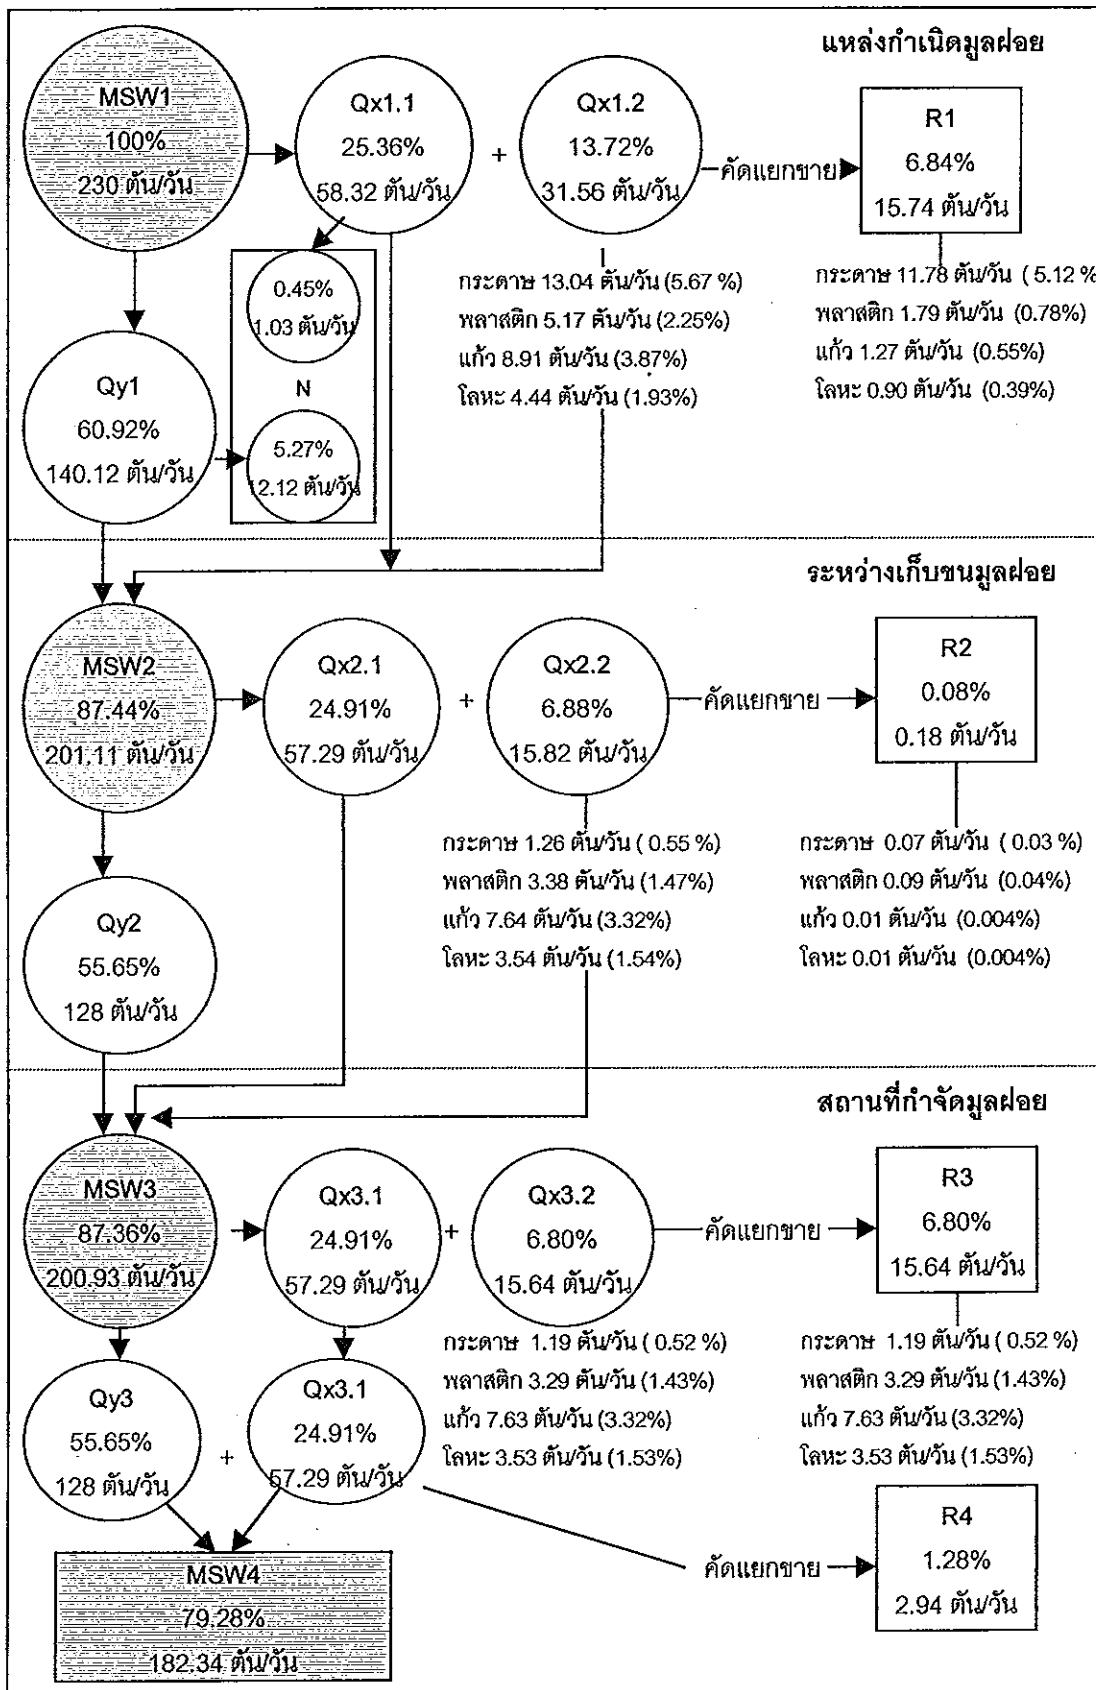 แหล่งกำเนิดมูลฝอย
MSW1
100%
230 ตัน/วัน
Qx1.1
25.36%
58.32 ตัน/วัน
+
Qx1.2
13.72%
31.56 ตัน/วัน
คัดแยกขาย
R1
6.84%
15.74 ตัน/วัน
0.45%
1.03 ตัน/วัน
N
5.27%
12.12 ตัน/วัน
กระดาษ 13.04 ตัน/วัน (5.67 %)
พลาสติก 5.17 ตัน/วัน (2.25%)
แก้ว 8.91 ตัน/วัน (3.87%)
โลหะ 4.44 ตัน/วัน (1.93%)
กระดาษ 11.78 ตัน/วัน ( 5.12 %
พลาสติก 1.79 ตัน/วัน (0.78%)
แก้ว 1.27 ตัน/วัน (0.55%)
โลหะ 0.90 ตัน/วัน (0.39%)
Qy1
60.92%
140.12 ตัน/วัน
ระหว่างเก็บขนมูลฝอย
MSW2
87.44%
201.11 ตัน/วัน
Qx2.1
24.91%
57.29 ตัน/วัน
+
Qx2.2
6.88%
15.82 ตัน/วัน
คัดแยกขาย
R2
0.08%
0.18 ตัน/วัน
กระดาษ 1.26 ตัน/วัน ( 0.55 %)
พลาสติก 3.38 ตัน/วัน (1.47%)
แก้ว 7.64 ตัน/วัน (3.32%)
โลหะ 3.54 ตัน/วัน (1.54%)
กระดาษ 0.07 ตัน/วัน ( 0.03 %)
พลาสติก 0.09 ตัน/วัน (0.04%)
แก้ว 0.01 ตัน/วัน (0.004%)
โลหะ 0.01 ตัน/วัน (0.004%)
Qy2
55.65%
128 ตัน/วัน
สถานที่กำจัดมูลฝอย
MSW3
87.36%
200.93 ตัน/วัน
Qx3.1
24.91%
57.29 ตัน/วัน
+
Qx3.2
6.80%
15.64 ตัน/วัน
คัดแยกขาย
R3
6.80%
15.64 ตัน/วัน
กระดาษ 1.19 ตัน/วัน ( 0.52 %)
พลาสติก 3.29 ตัน/วัน (1.43%)
แก้ว 7.63 ตัน/วัน (3.32%)
โลหะ 3.53 ตัน/วัน (1.53%)
กระดาษ 1.19 ตัน/วัน ( 0.52 %)
พลาสติก 3.29 ตัน/วัน (1.43%)
แก้ว 7.63 ตัน/วัน (3.32%)
โลหะ 3.53 ตัน/วัน (1.53%)
Qy3
55.65%
128 ตัน/วัน
+
Qx3.1
24.91%
57.29 ตัน/วัน
คัดแยกขาย
R4
1.28%
2.94 ตัน/วัน
MSW4
79.28%
182.34 ตัน/วัน